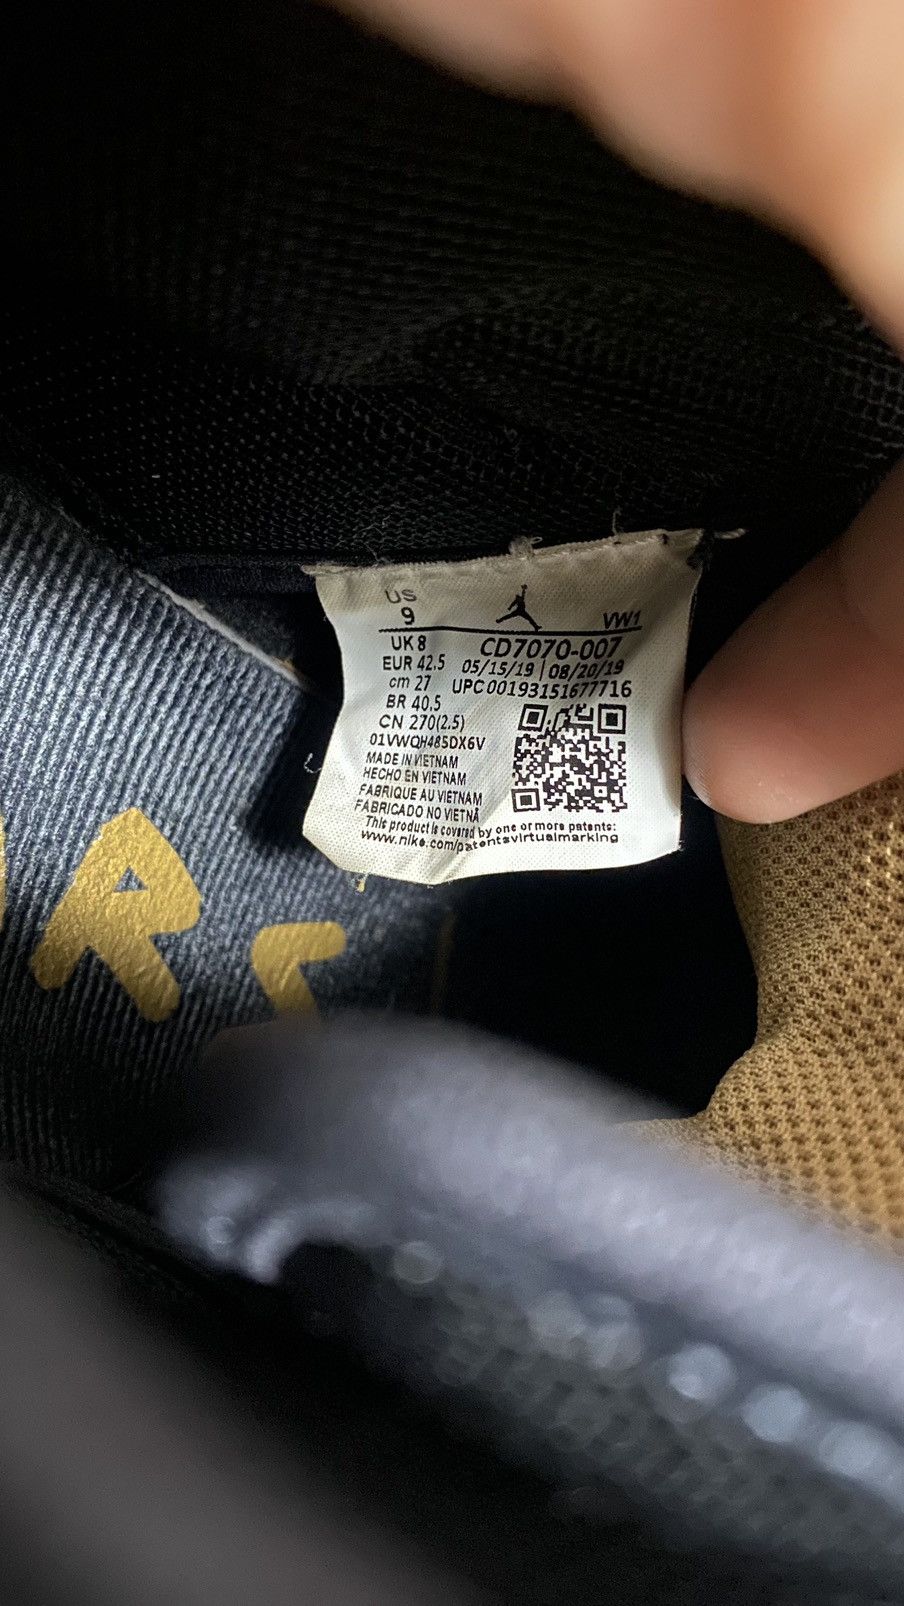 US
9
VW1
UK 8
CD7070-007
EUR 42.5
05/15/19 | 08/20/19
cm 27
UPC 00193151677716
BR 40.5
CN 270(2.5)
01VWQH485DX6V
MADE IN VIETNAM
HECHO EN VIETNAM
FABRIQUE AU VIETNAM
FABRICADO NO VIETNÃ
This product is covered by one or more patents:
www.nike.com/patentsvirtualmarking